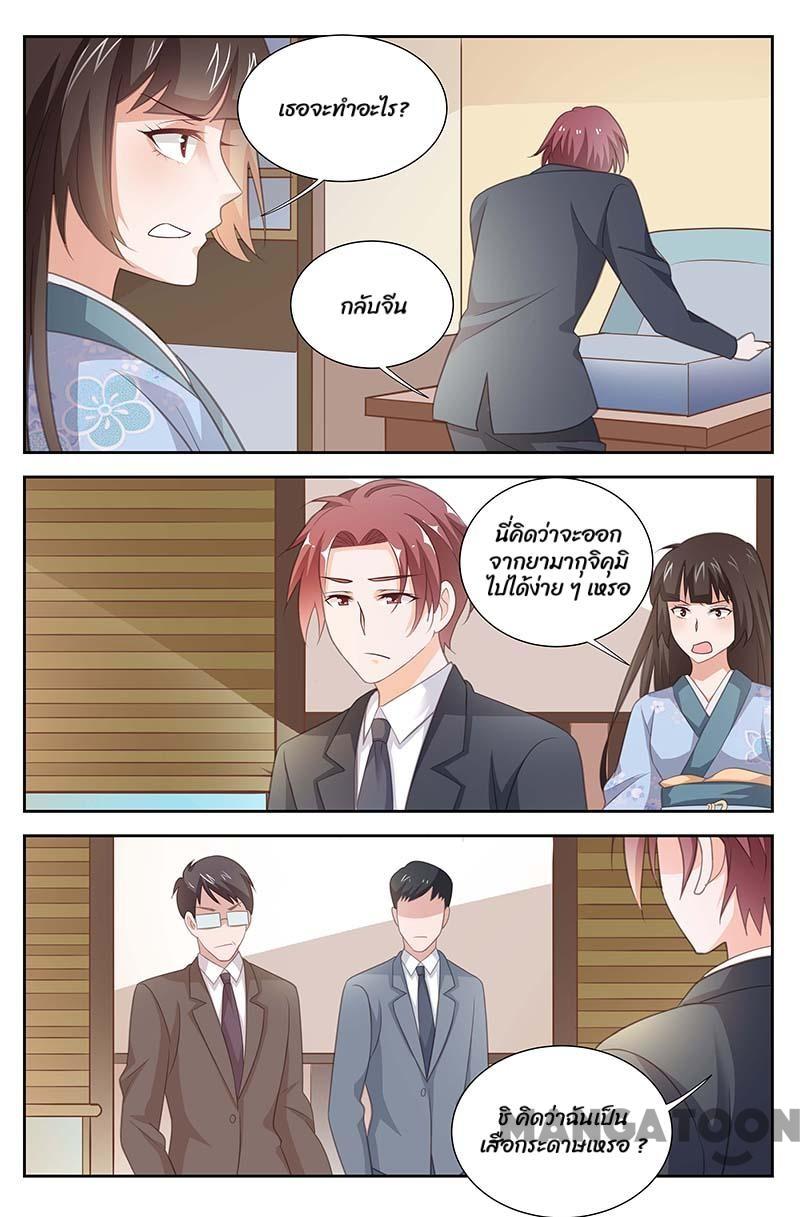 เธอจะทำอะไร?
กลับจีน
นี่คิดว่าจะออก
จากยามากุจิคุมิ
ไปได้ง่าย ๆ เหรอ
ชิ คิดว่าฉันเป็น
เสือกระดาษเหรอ ?
MANGATOON